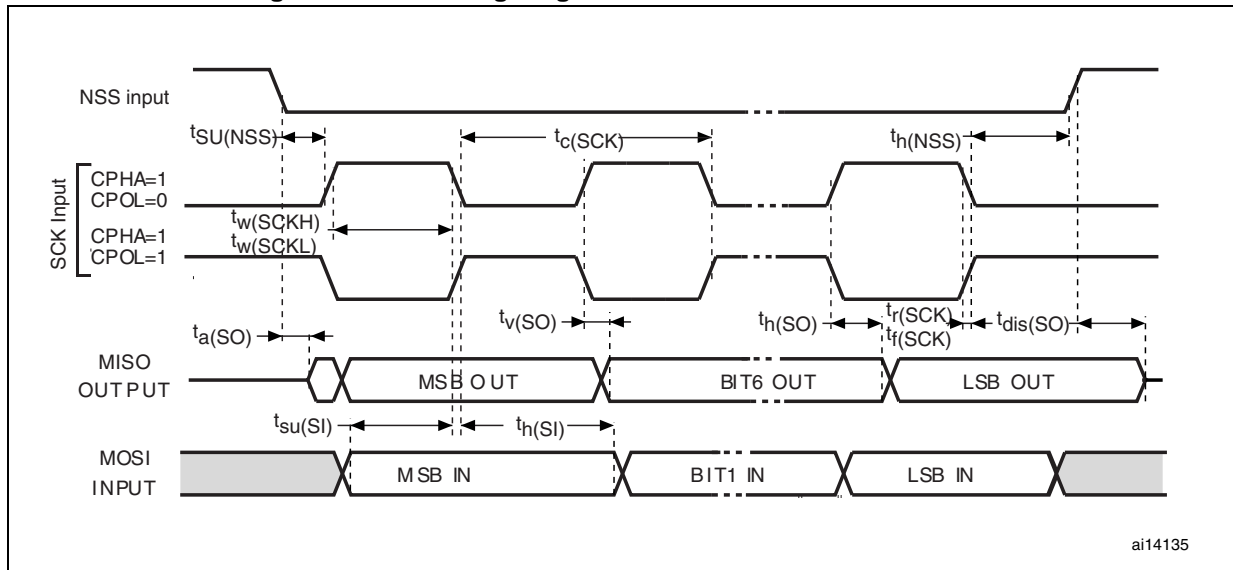 NSS input
tSU(NSS)
tc(SCK)
th(NSS)
SCK Input
CPHA=1
CPOL=0
tw(SCKH)
tw(SCKL)
CPHA=1
CPOL=1
ta(SO)
tv(SO)
th(SO)
tr(SCK)
tf(SCK)
tdis(SO)
MISO
OUTPUT
MSB OUT
BIT6 OUT
LSB OUT
tsu(SI)
th(SI)
MOSI
INPUT
MSB IN
BIT1 IN
LSB IN
ai14135